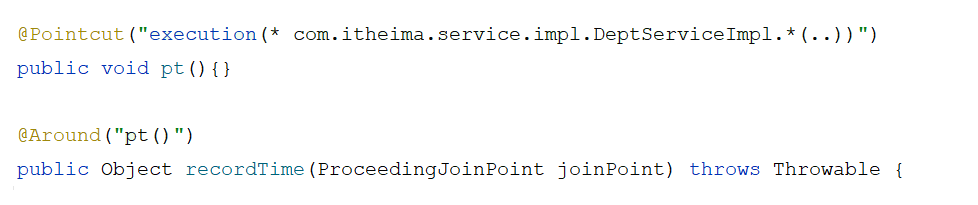 @Pointcut("execution(* com.itheima.service.impl.DeptServiceImpl.*(..))")
public void pt(){}
@Around("pt()")
public Object recordTime(ProceedingJoinPoint joinPoint) throws Throwable {